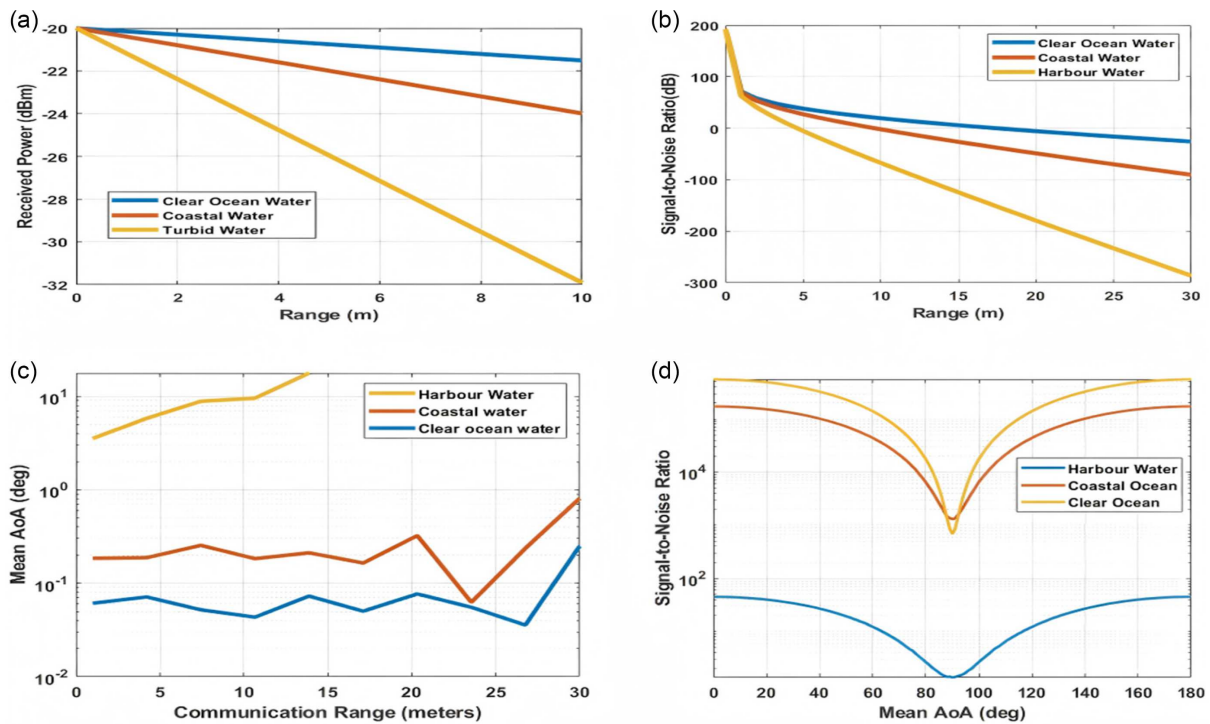 (a)
-20
-22
-24
-26
-28
-30
-32
Received Power (dBm)
Clear Ocean Water
Coastal Water
Turbid Water
0 2 4 6 8 10
Range (m)
(b)
200
100
0
-100
-200
-300
Signal-to-Noise Ratio(dB)
Clear Ocean Water
Coastal Water
Harbour Water
0 5 10 15 20 25 30
Range (m)
(c)
10^1
10^0
10^-1
10^-2
Mean AoA (deg)
Harbour Water
Coastal water
Clear ocean water
0 5 10 15 20 25 30
Communication Range (meters)
(d)
10^4
10^2
Signal-to-Noise Ratio
Harbour Water
Coastal Ocean
Clear Ocean
0 20 40 60 80 100 120 140 160 180
Mean AoA (deg)